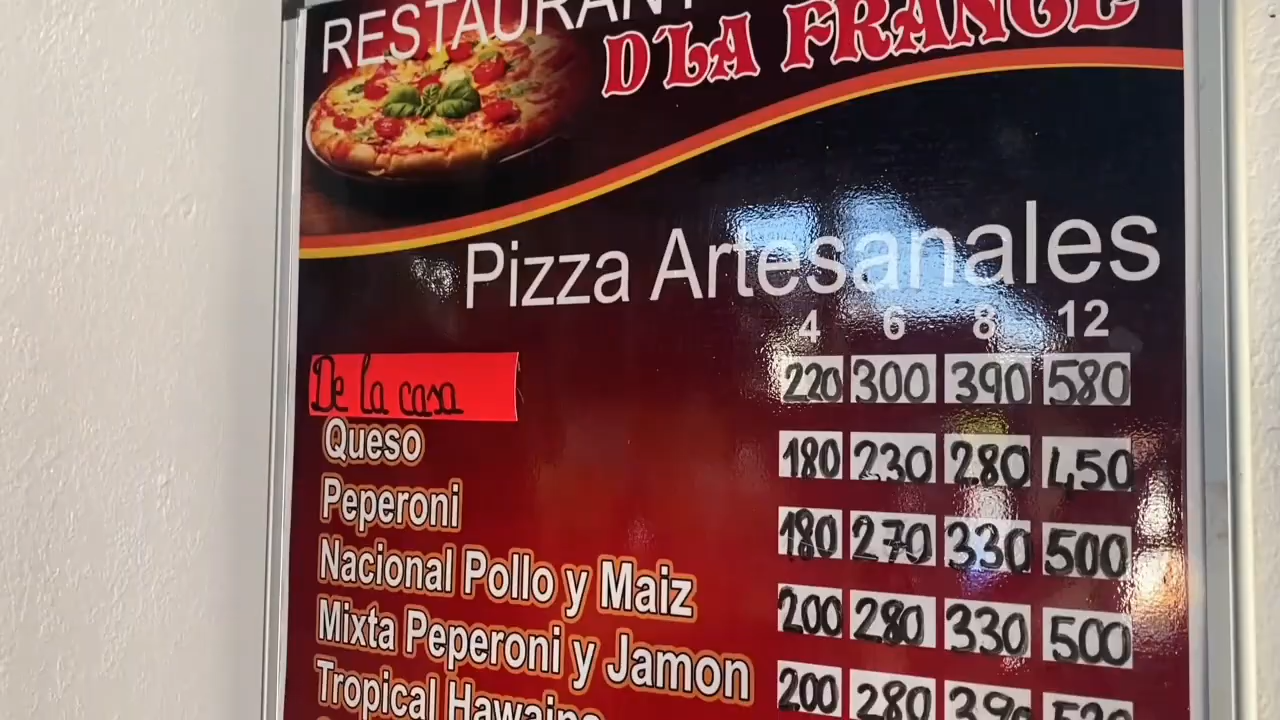 RESTAURANT
D'LA FRANCE
Pizza Artesanales
4 6 8 12
De la casa 220 300 390 580
Queso 180 230 280 450
Peperoni 180 270 330 500
Nacional Pollo y Maiz 200 280 330 500
Mixta Peperoni y Jamon 200 280 390 520
Tropical